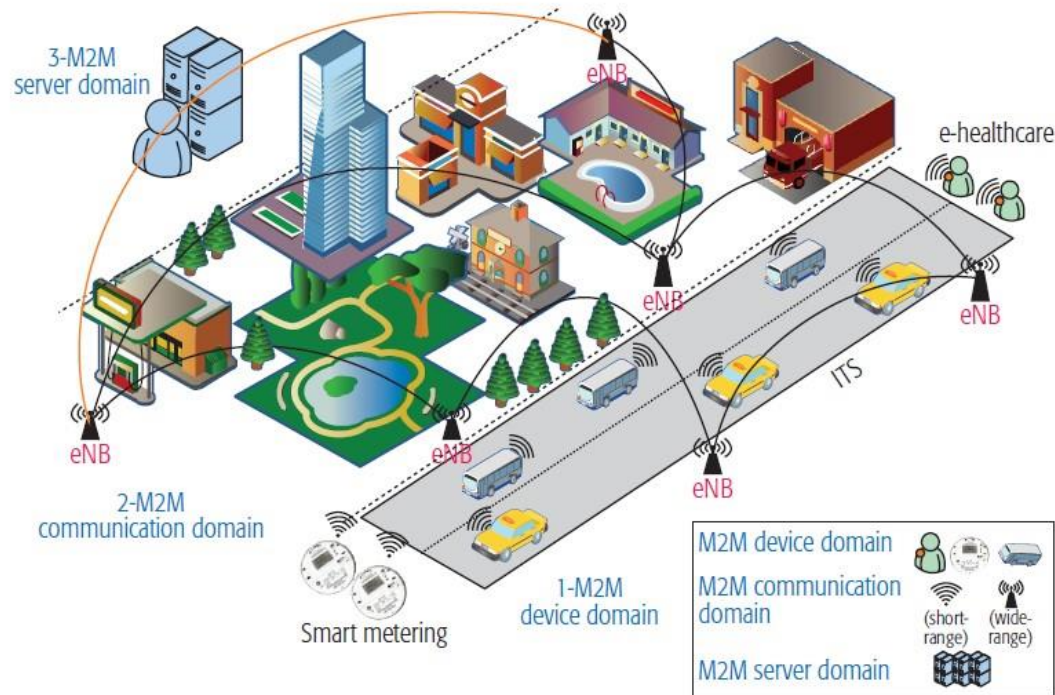 3-M2M
server domain
eNB
e-healthcare
eNB
eNB
ITS
eNB
eNB
eNB
2-M2M
communication domain
1-M2M
device domain
Smart metering
M2M device domain
M2M communication
domain
(short-
range)
(wide-
range)
M2M server domain